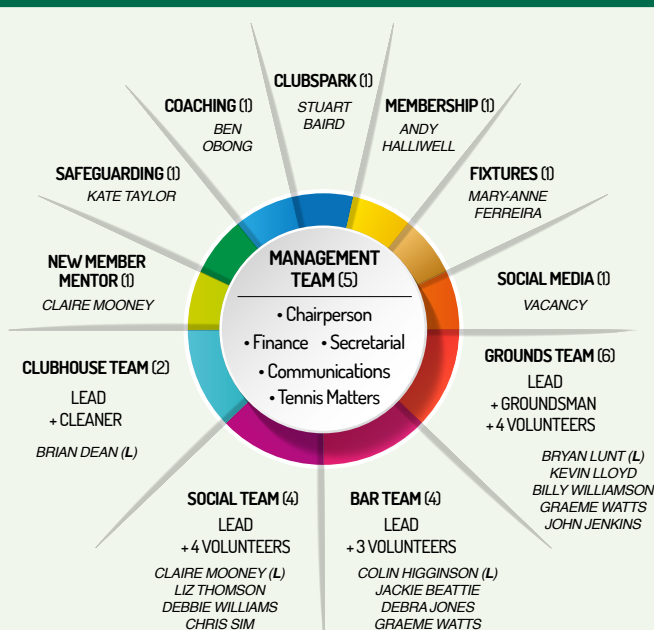 CLUBSPARK (1)
STUART
BAIRD
COACHING (1)
BEN
OBONG
MEMBERSHIP (1)
ANDY
HALLIWELL
SAFEGUARDING (1)
KATE TAYLOR
FIXTURES (1)
MARY-ANNE
FERREIRA
NEW MEMBER
MENTOR (1)
CLAIRE MOONEY
MANAGEMENT
TEAM (5)
• Chairperson
• Finance • Secretarial
• Communications
• Tennis Matters
SOCIAL MEDIA (1)
VACANCY
CLUBHOUSE TEAM (2)
LEAD
+ CLEANER
BRIAN DEAN (L)
GROUNDS TEAM (6)
LEAD
+ GROUNDSMAN
+ 4 VOLUNTEERS
BRYAN LUNT (L)
KEVIN LLOYD
BILLY WILLIAMSON
GRAEME WATTS
JOHN JENKINS
SOCIAL TEAM (4)
LEAD
+ 4 VOLUNTEERS
CLAIRE MOONEY (L)
LIZ THOMSON
DEBBIE WILLIAMS
CHRIS SIM
BAR TEAM (4)
LEAD
+ 3 VOLUNTEERS
COLIN HIGGINSON (L)
JACKIE BEATTIE
DEBRA JONES
GRAEME WATTS